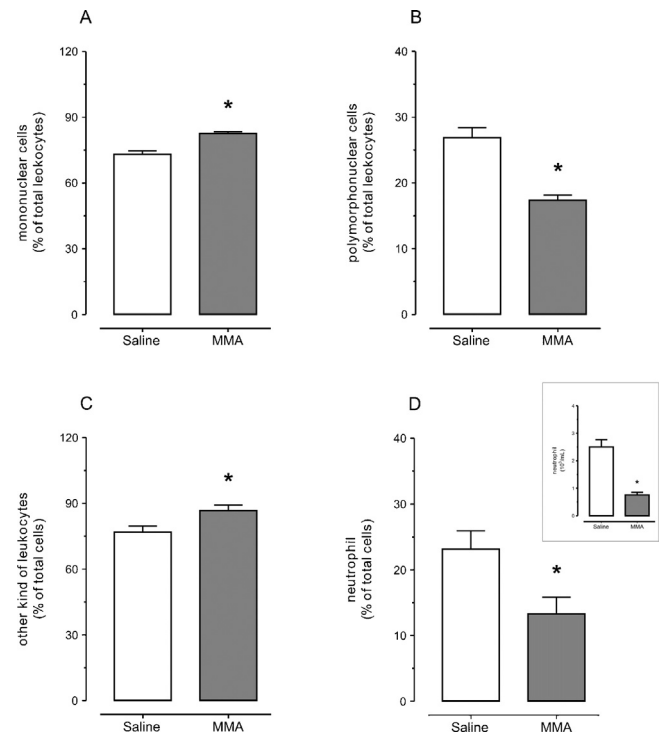 A
120
90
60
30
0
mononuclear cells
(% of total leokocytes)
*
Saline MMA
B
40
30
20
10
0
polymorphonuclear cells
(% of total leukocytes)
*
Saline MMA
C
120
90
60
30
0
other kind of leukocytes
(% of total cells)
*
Saline MMA
D
40
30
20
10
0
neutrophil
(% of total cells)
*
Saline MMA
4
3
2
1
0
neutrophil
*
Saline MMA